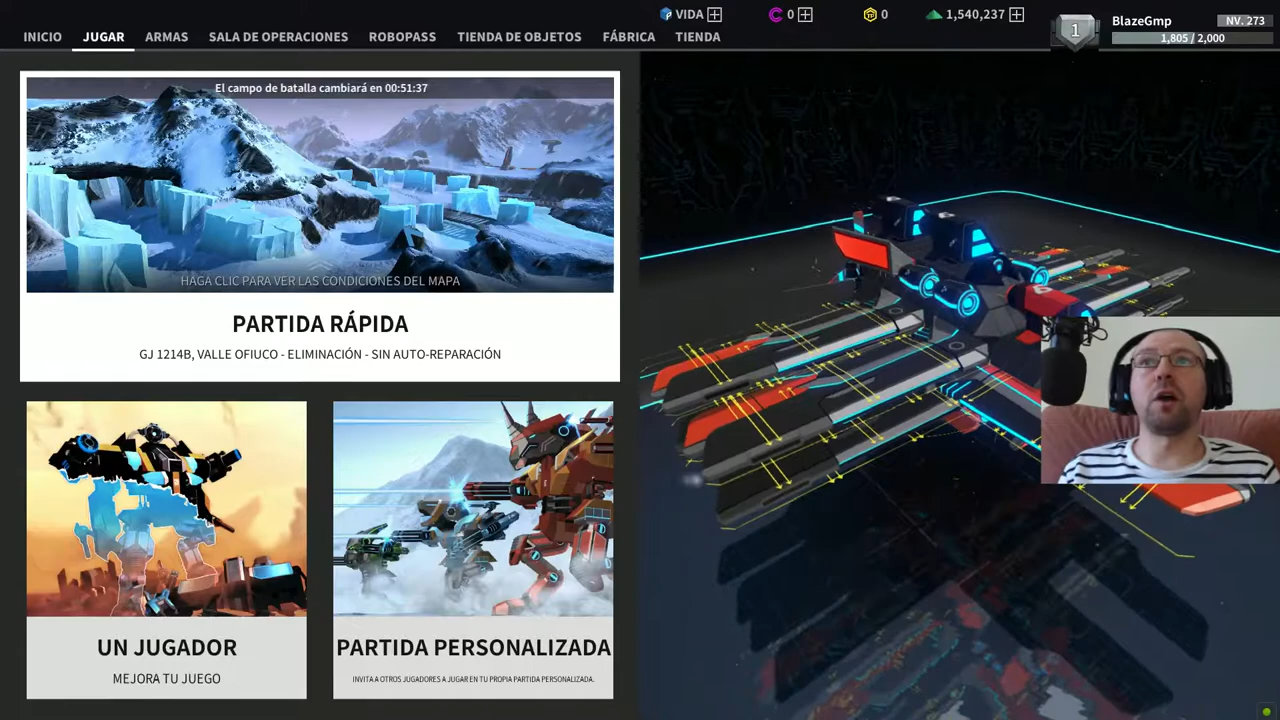 VIDA
0
0
1,540,237
1
BlazeGmp
NV. 273
1,805 / 2,000
INICIO
JUGAR
ARMAS
SALA DE OPERACIONES
ROBOPASS
TIENDA DE OBJETOS
FÁBRICA
TIENDA
El campo de batalla cambiará en 00:51:37
HAGA CLIC PARA VER LAS CONDICIONES DEL MAPA
PARTIDA RÁPIDA
GJ 1214B, VALLE OFIUCO - ELIMINACIÓN - SIN AUTO-REPARACIÓN
UN JUGADOR
MEJORA TU JUEGO
PARTIDA PERSONALIZADA
INVITA A OTROS JUGADORES A JUGAR EN TU PROPIA PARTIDA PERSONALIZADA.